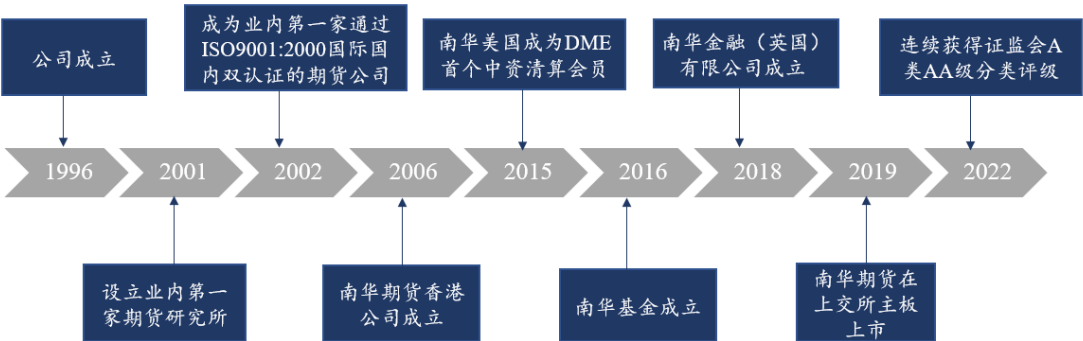 公司成立
成为业内第一家通过
ISO9001:2000国际国
内双认证的期货公司
南华美国成为DME
首个中资清算会员
南华金融（英国）
有限公司成立
连续获得证监会A
类AA级分类评级
1996
2001
2002
2006
2015
2016
2018
2019
2022
设立业内第一
家期货研究所
南华期货香港
公司成立
南华基金成立
南华期货在
上交所主板
上市